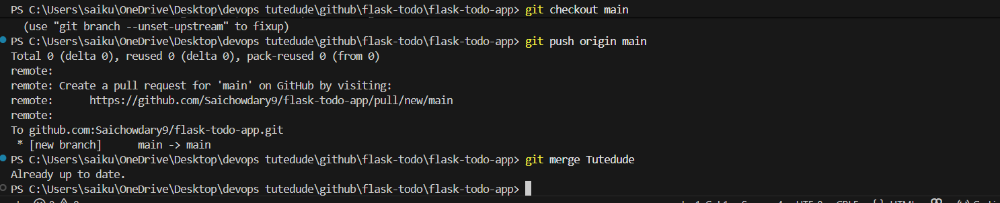 PS C:\Users\saiku\OneDrive\Desktop\devops tutedude\github\flask-todo\flask-todo-app> git checkout main
(use "git branch --unset-upstream" to fixup)
PS C:\Users\saiku\OneDrive\Desktop\devops tutedude\github\flask-todo\flask-todo-app> git push origin main
Total 0 (delta 0), reused 0 (delta 0), pack-reused 0 (from 0)
remote:
remote: Create a pull request for 'main' on GitHub by visiting:
remote:      https://github.com/Saichowdary9/flask-todo-app/pull/new/main
remote:
To github.com:Saichowdary9/flask-todo-app.git
 * [new branch]      main -> main
PS C:\Users\saiku\OneDrive\Desktop\devops tutedude\github\flask-todo\flask-todo-app> git merge Tutedude
Already up to date.
PS C:\Users\saiku\OneDrive\Desktop\devops tutedude\github\flask-todo\flask-todo-app>